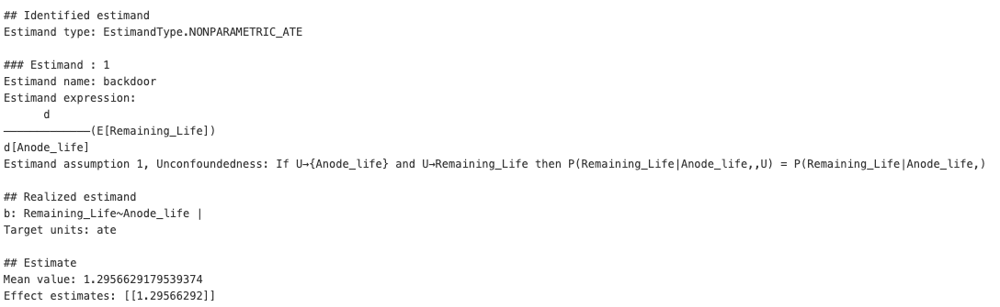 ## Identified estimand
Estimand type: EstimandType.NONPARAMETRIC_ATE
### Estimand : 1
Estimand name: backdoor
Estimand expression:
d
─────────────(E[Remaining_Life])
d[Anode_life]
Estimand assumption 1, Unconfoundedness: If U→{Anode_life} and U→Remaining_Life then P(Remaining_Life|Anode_life,,U) = P(Remaining_Life|Anode_life,)
## Realized estimand
b: Remaining_Life~Anode_life |
Target units: ate
## Estimate
Mean value: 1.2956629179539374
Effect estimates: [[1.29566292]]